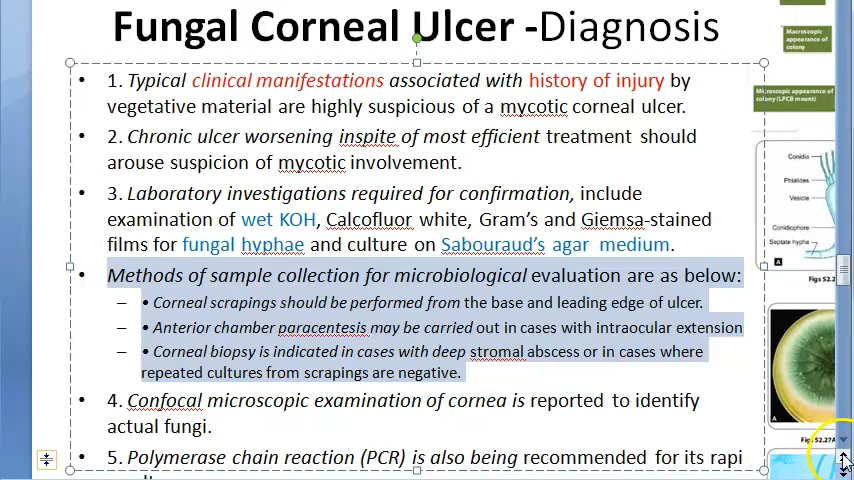 Fungal Corneal Ulcer -Diagnosis
Macroscopic
appearance of
colony
• 1. Typical clinical manifestations associated with history of injury by
vegetative material are highly suspicious of a mycotic corneal ulcer.
Microscopic appearance of
colony (LPCB mount)
• 2. Chronic ulcer worsening inspite of most efficient treatment should
arouse suspicion of mycotic involvement.
Conidia
Phialides
Vesicle
• 3. Laboratory investigations required for confirmation, include
examination of wet KOH, Calcofluor white, Gram's and Giemsa-stained
films for fungal hyphae and culture on Sabouraud's agar medium.
Conidiophore
Septate hypha
A
• Methods of sample collection for microbiological evaluation are as below:
Figs 52.2
– • Corneal scrapings should be performed from the base and leading edge of ulcer.
– • Anterior chamber paracentesis may be carried out in cases with intraocular extension
– • Corneal biopsy is indicated in cases with deep stromal abscess or in cases where
repeated cultures from scrapings are negative.
• 4. Confocal microscopic examination of cornea is reported to identify
actual fungi.
A
Figs 52.27A
• 5. Polymerase chain reaction (PCR) is also being recommended for its rapi